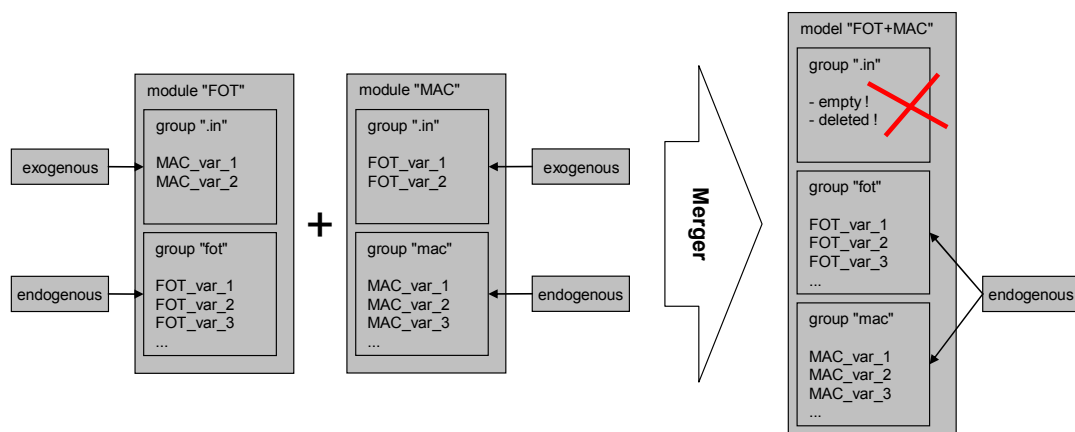 module "FOT"
group ".in"
MAC_var_1
MAC_var_2
group "fot"
FOT_var_1
FOT_var_2
FOT_var_3
...
exogenous
endogenous
+
module "MAC"
group ".in"
FOT_var_1
FOT_var_2
group "mac"
MAC_var_1
MAC_var_2
MAC_var_3
...
exogenous
endogenous
Merger
model "FOT+MAC"
group ".in"
- empty !
- deleted !
group "fot"
FOT_var_1
FOT_var_2
FOT_var_3
...
group "mac"
MAC_var_1
MAC_var_2
MAC_var_3
...
endogenous